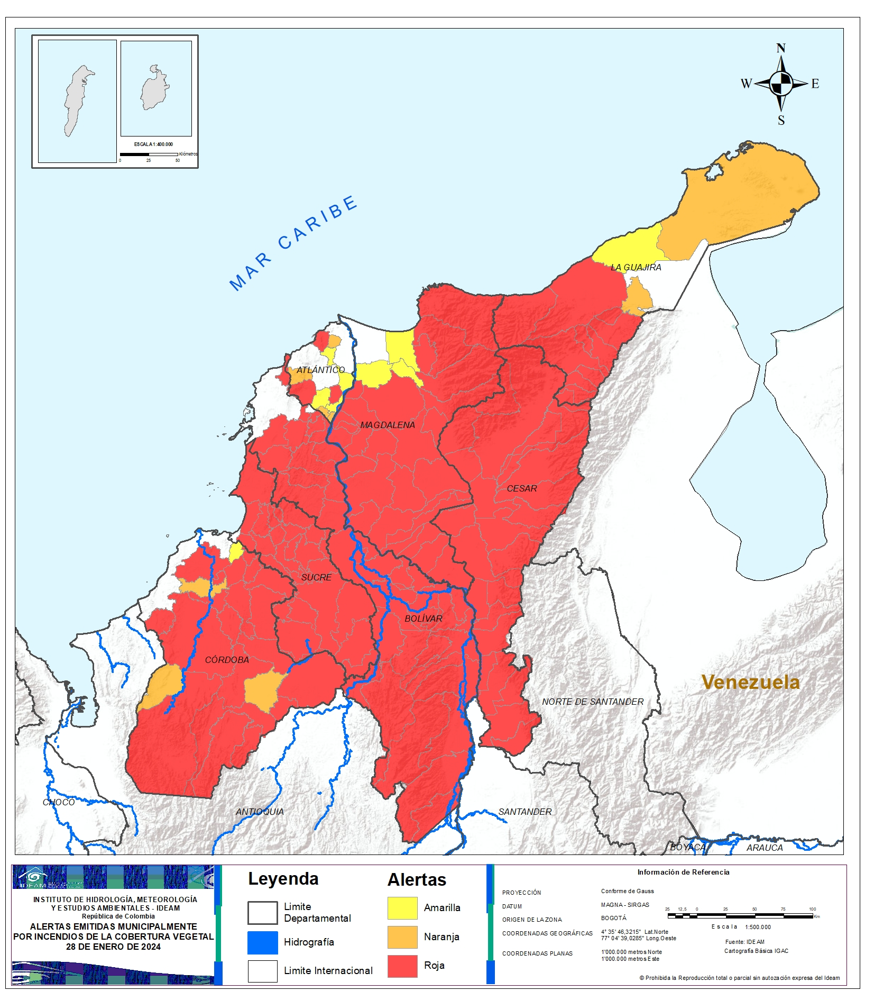 ESCALA 1:400.000
Kilómetros
0 25 50
N
W E
S
MAR CARIBE
LA GUAJIRA
ATLÁNTICO
MAGDALENA
CESAR
SUCRE
BOLÍVAR
CÓRDOBA
Venezuela
NORTE DE SANTANDER
CHOCÓ
ANTIOQUIA
SANTANDER
BOYACÁ
ARAUCA
IDEAM
INSTITUTO DE HIDROLOGÍA, METEOROLOGÍA
Y ESTUDIOS AMBIENTALES - IDEAM
República de Colombia
ALERTAS EMITIDAS MUNICIPALMENTE
POR INCENDIOS DE LA COBERTURA VEGETAL
28 DE ENERO DE 2024
Leyenda
Limite
Departamental
Hidrografía
Limite Internacional
Alertas
Amarilla
Naranja
Roja
Información de Referencia
PROYECCIÓN Conforme de Gauss
DATUM MAGNA - SIRGAS
ORIGEN DE LA ZONA BOGOTÁ
COORDENADAS GEOGRÁFICAS 4° 35' 46,3215" Lat.Norte
77° 04' 39,0285" Long.Oeste
COORDENADAS PLANAS 1'000.000 metros Norte
1'000.000 metros Este
25 12,5 0 25 50 75 100
Km
Escala 1:500.000
Fuente: IDEAM
Cartografía Básica IGAC
© Prohibida la Reproducción total o parcial sin autozación expresa del Ideam